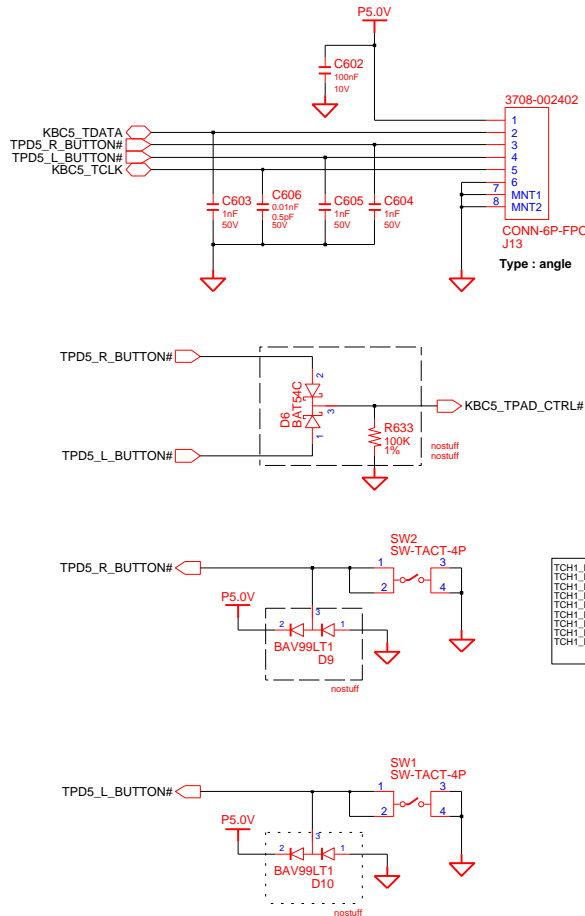 P5.0V
C602
100nF
10V
3708-002402
KBC5_TDATA
TPD5_R_BUTTON#
TPD5_L_BUTTON#
KBC5_TCLK
1
2
3
4
5
6
7 MNT1
8 MNT2
C603
1nF
50V
C606
0.01nF
0.5pF
50V
C605
1nF
50V
C604
1nF
50V
CONN-6P-FPC
J13
Type : angle
TPD5_R_BUTTON#
2
D6
BAT54C
3
1
KBC5_TPAD_CTRL#
R633
100K
1%
nostuff
nostuff
TPD5_L_BUTTON#
SW2
SW-TACT-4P
TPD5_R_BUTTON#
1
3
2
4
P5.0V
3
2
1
BAV99LT1
D9
nostuff
SW1
SW-TACT-4P
TPD5_L_BUTTON#
1
3
2
4
P5.0V
3
2
1
BAV99LT1
D10
nostuff